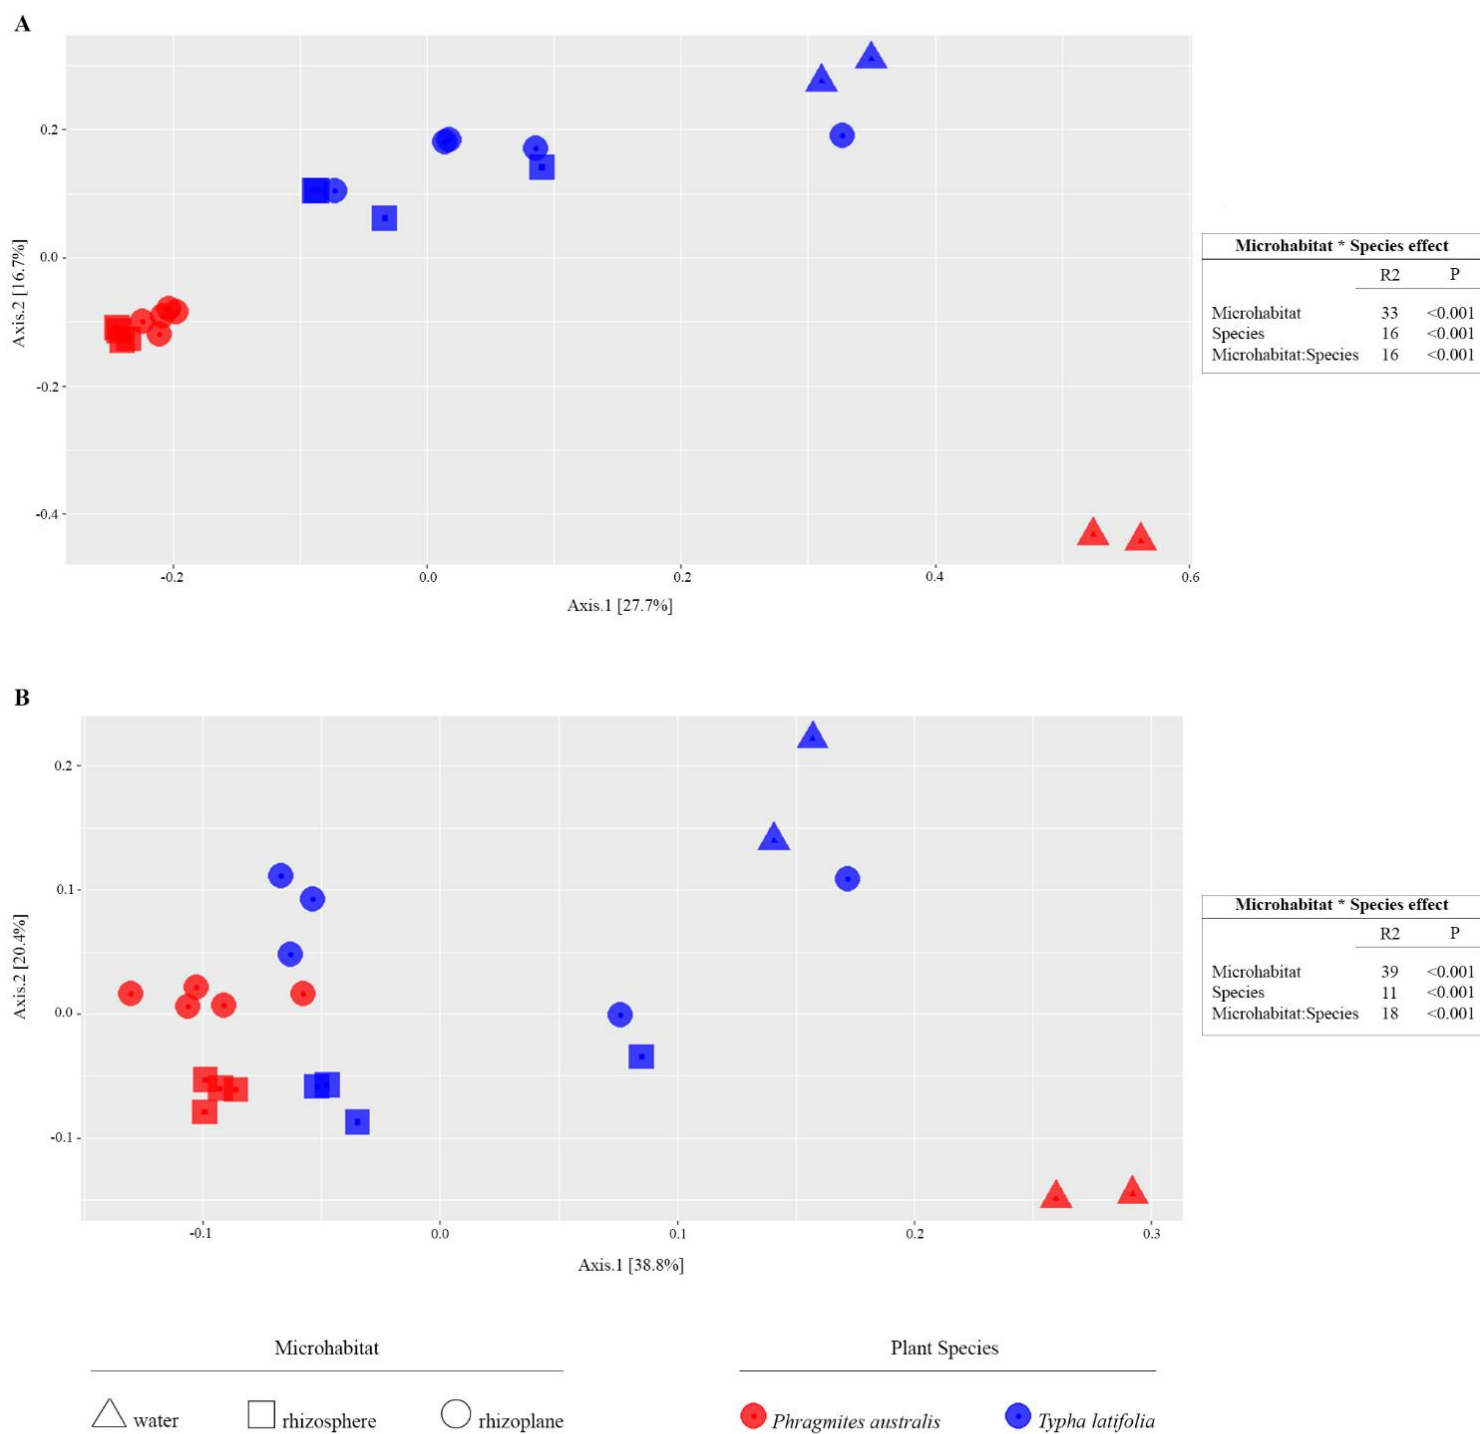 A
0.2
0.0
-0.2
-0.4
Axis.2 [16.7%]
-0.2 0.0 0.2 0.4 0.6
Axis.1 [27.7%]
Microhabitat * Species effect
R2 P
Microhabitat 33 <0.001
Species 16 <0.001
Microhabitat:Species 16 <0.001
B
0.2
0.1
0.0
-0.1
Axis.2 [20.4%]
-0.1 0.0 0.1 0.2 0.3
Axis.1 [38.8%]
Microhabitat * Species effect
R2 P
Microhabitat 39 <0.001
Species 11 <0.001
Microhabitat:Species 18 <0.001
Microhabitat
water rhizosphere rhizoplane
Plant Species
Phragmites australis Typha latifolia